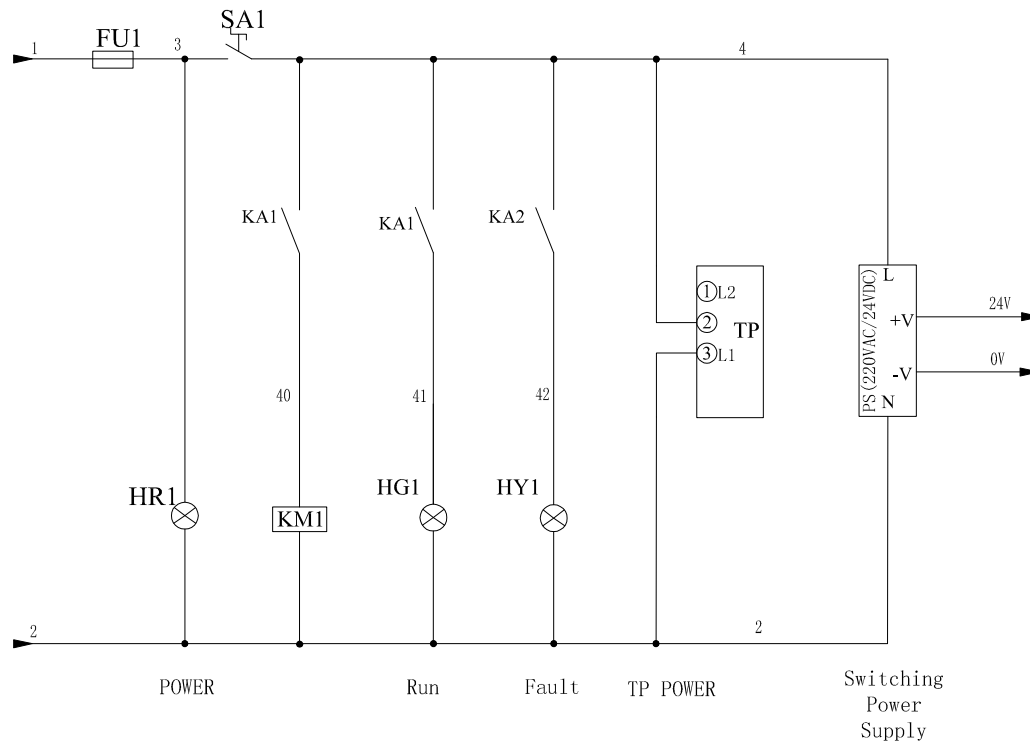 SA1
FU1
1
3
4
KA1
KA1
KA2
①L2
②
③L1
TP
PS(220VAC/24VDC)
L
+V
-V
N
24V
0V
40
41
42
HR1
KM1
HG1
HY1
2
2
POWER
Run
Fault
TP POWER
Switching
Power
Supply